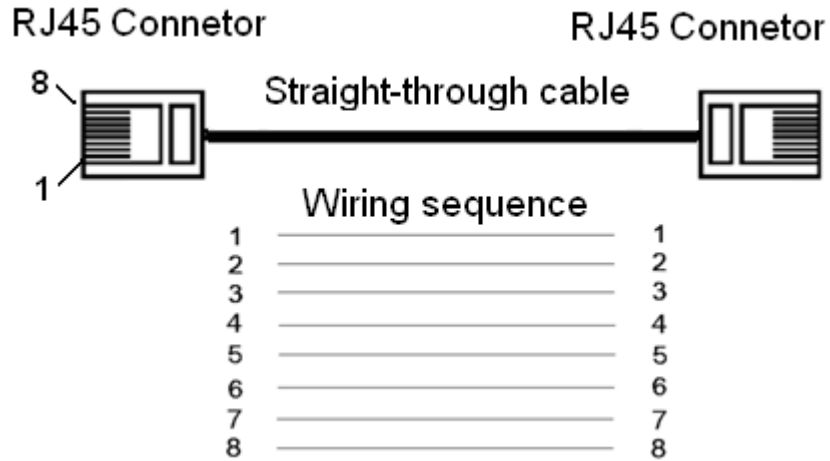 RJ45 Connetor
RJ45 Connetor
8
Straight-through cable
1
Wiring sequence
1 1
2 2
3 3
4 4
5 5
6 6
7 7
8 8